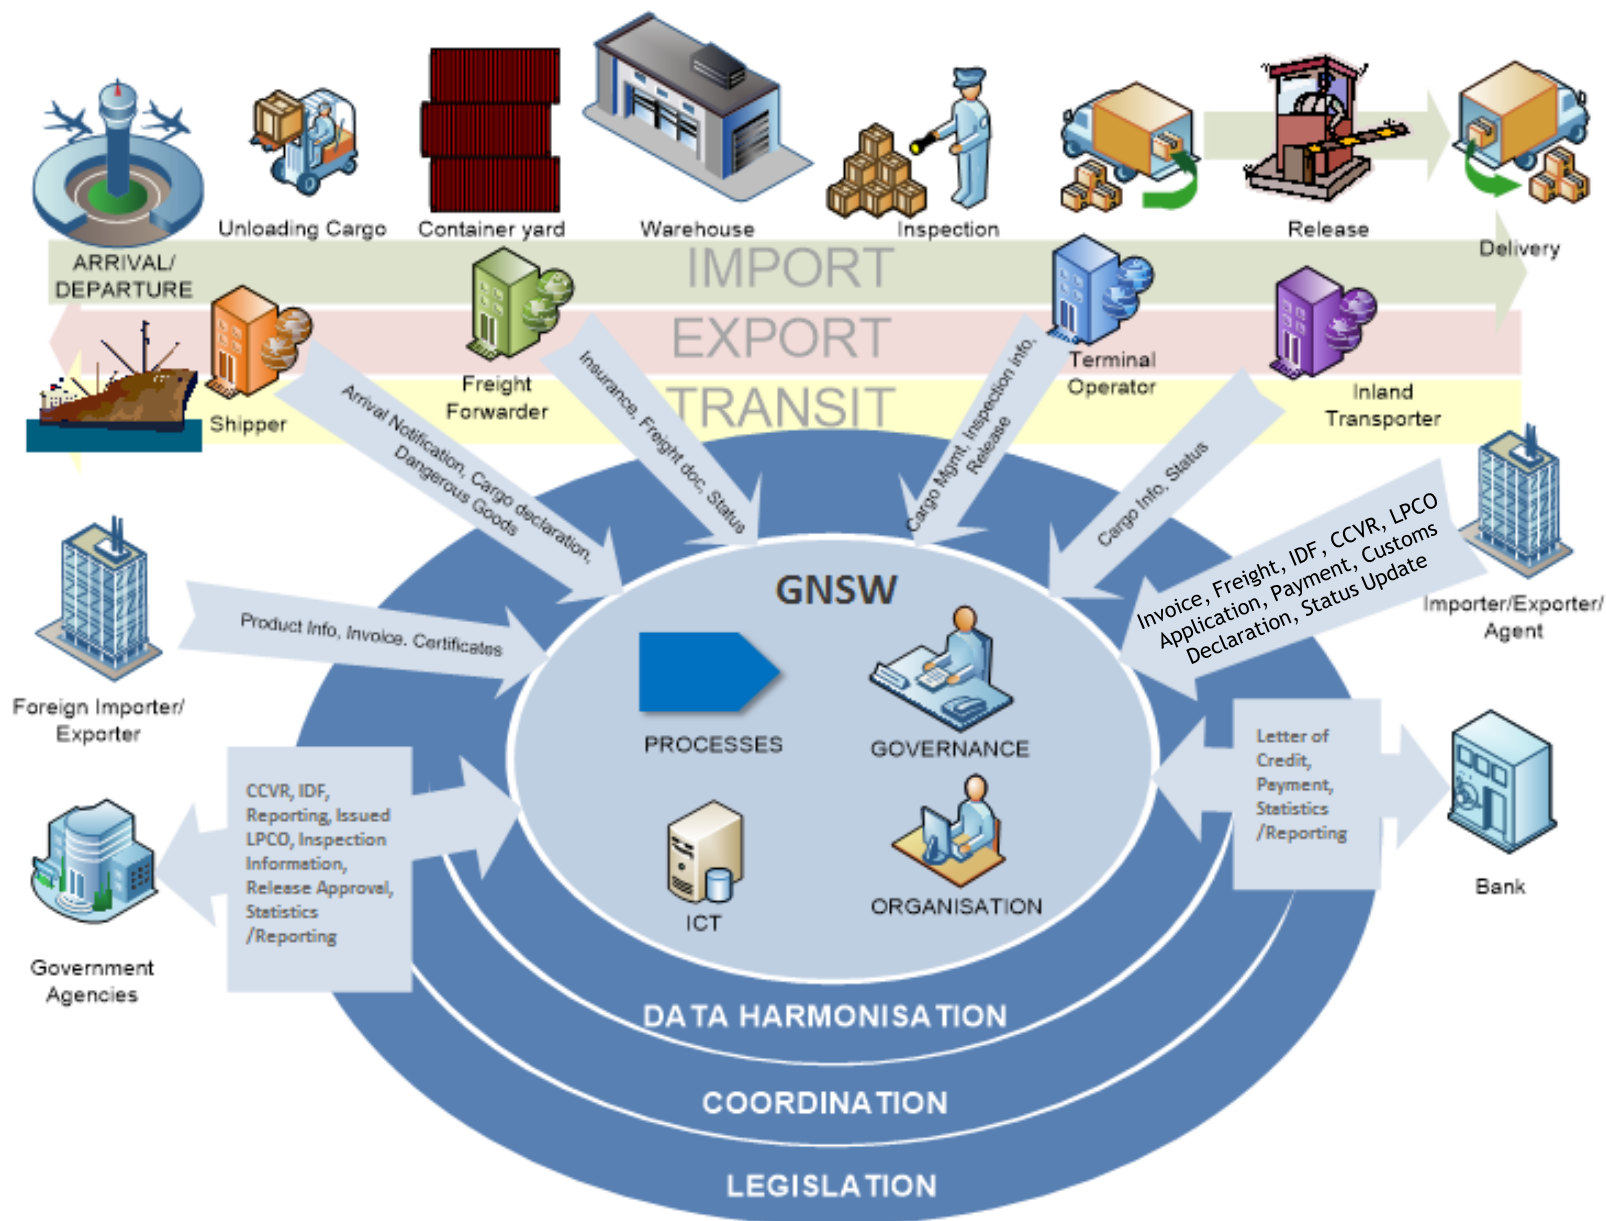 Unloading Cargo
Container yard
Warehouse
Inspection
Release
Delivery
ARRIVAL/
DEPARTURE
IMPORT
EXPORT
TRANSIT
Shipper
Freight
Forwarder
Terminal
Operator
Inland
Transporter
Arrival Notification, Cargo declaration,
Dangerous Goods
Insurance, Freight doc, Status
Cargo Mgmt, Inspection info,
Release
Cargo Info, Status
Invoice, Freight, IDF, CCVR, LPCO
Application, Payment, Customs
Declaration, Status Update
Importer/Exporter/
Agent
Product Info, Invoice. Certificates
Foreign Importer/
Exporter
GNSW
PROCESSES
GOVERNANCE
ICT
ORGANISATION
CCVR, IDF,
Reporting, Issued
LPCO, Inspection
Information,
Release Approval,
Statistics
/Reporting
Government
Agencies
Letter of
Credit,
Payment,
Statistics
/Reporting
Bank
DATA HARMONISATION
COORDINATION
LEGISLATION